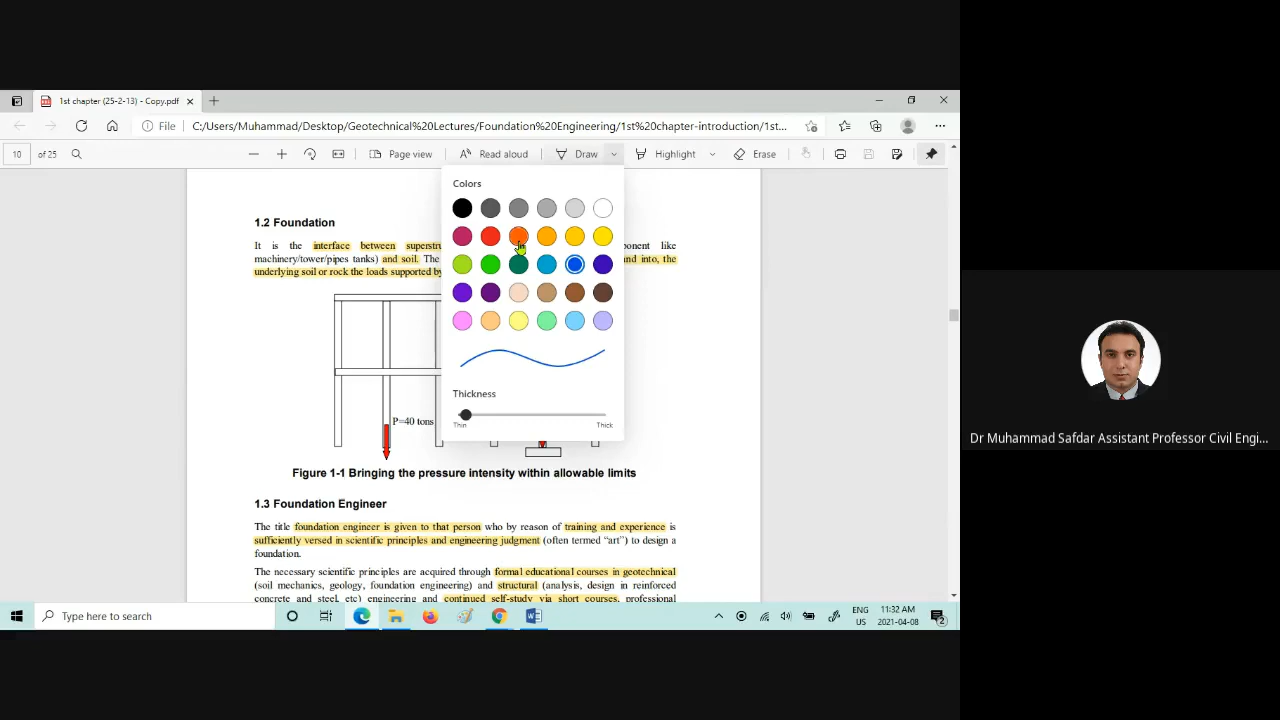 1st chapter (25-2-13) - Copy.pdf
File C:/Users/Muhammad/Desktop/Geotechnical%20Lectures/Foundation%20Engineering/1st%20chapter-introduction/1st...
10 of 25 Page view Read aloud Draw Highlight Erase
Colors
Thickness
Thin Thick
1.2 Foundation
It is the interface between superstru ponent like
machinery/tower/pipes tanks) and soil. The and into, the
underlying soil or rock the loads supported by
P=40 tons
Figure 1-1 Bringing the pressure intensity within allowable limits
1.3 Foundation Engineer
The title foundation engineer is given to that person who by reason of training and experience is
sufficiently versed in scientific principles and engineering judgment (often termed “art”) to design a
foundation.
The necessary scientific principles are acquired through formal educational courses in geotechnical
(soil mechanics, geology, foundation engineering) and structural (analysis, design in reinforced
concrete and steel, etc) engineering and continued self-study via short courses, professional
Type here to search
ENG
US
11:32 AM
2021-04-08
2
Dr Muhammad Safdar Assistant Professor Civil Engi...